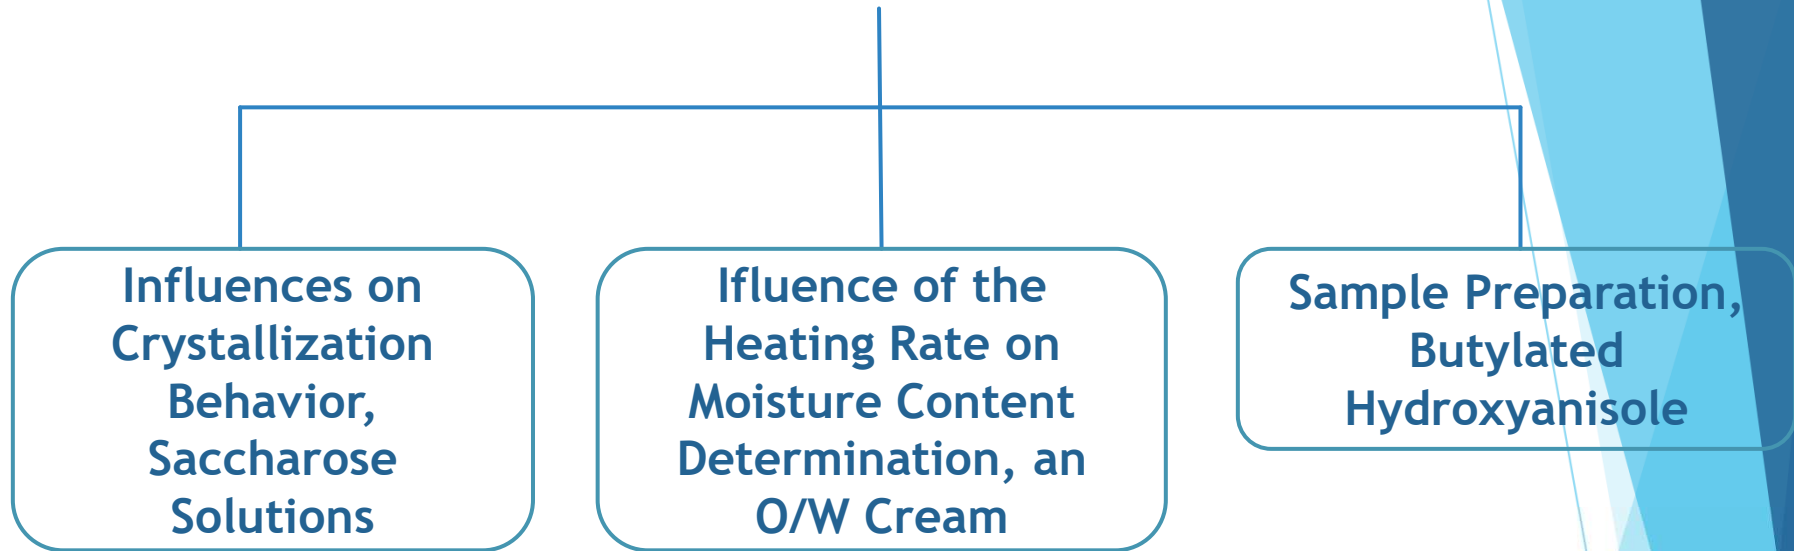 Influences on
Crystallization
Behavior,
Saccharose
Solutions
Ifluence of the
Heating Rate on
Moisture Content
Determination, an
O/W Cream
Sample Preparation,
Butylated
Hydroxyanisole